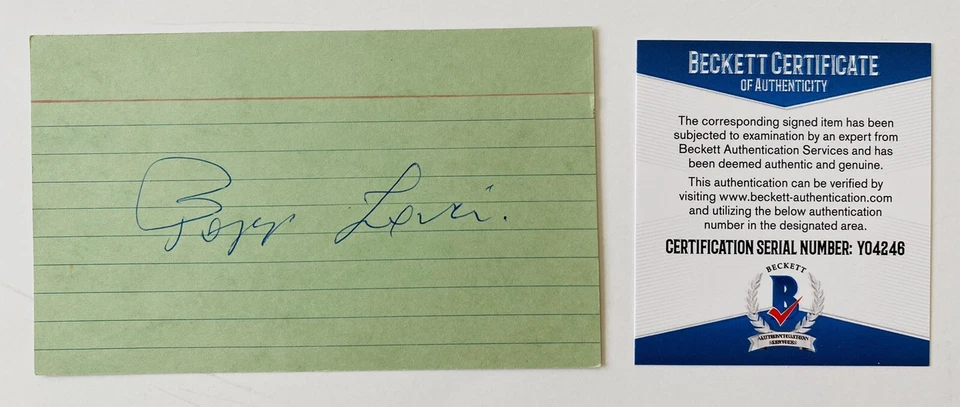 BECKETT CERTIFICATE
OF AUTHENTICITY
The corresponding signed item has been
subjected to examination by an expert from
Beckett Authentication Services and has
been deemed authentic and genuine.
This authentication can be verified by
visiting www.beckett-authentication.com
and utilizing the below authentication
number in the designated area.
CERTIFICATION SERIAL NUMBER: Y04246
BECKETT
B
AUTHENTICATION
SERVICES